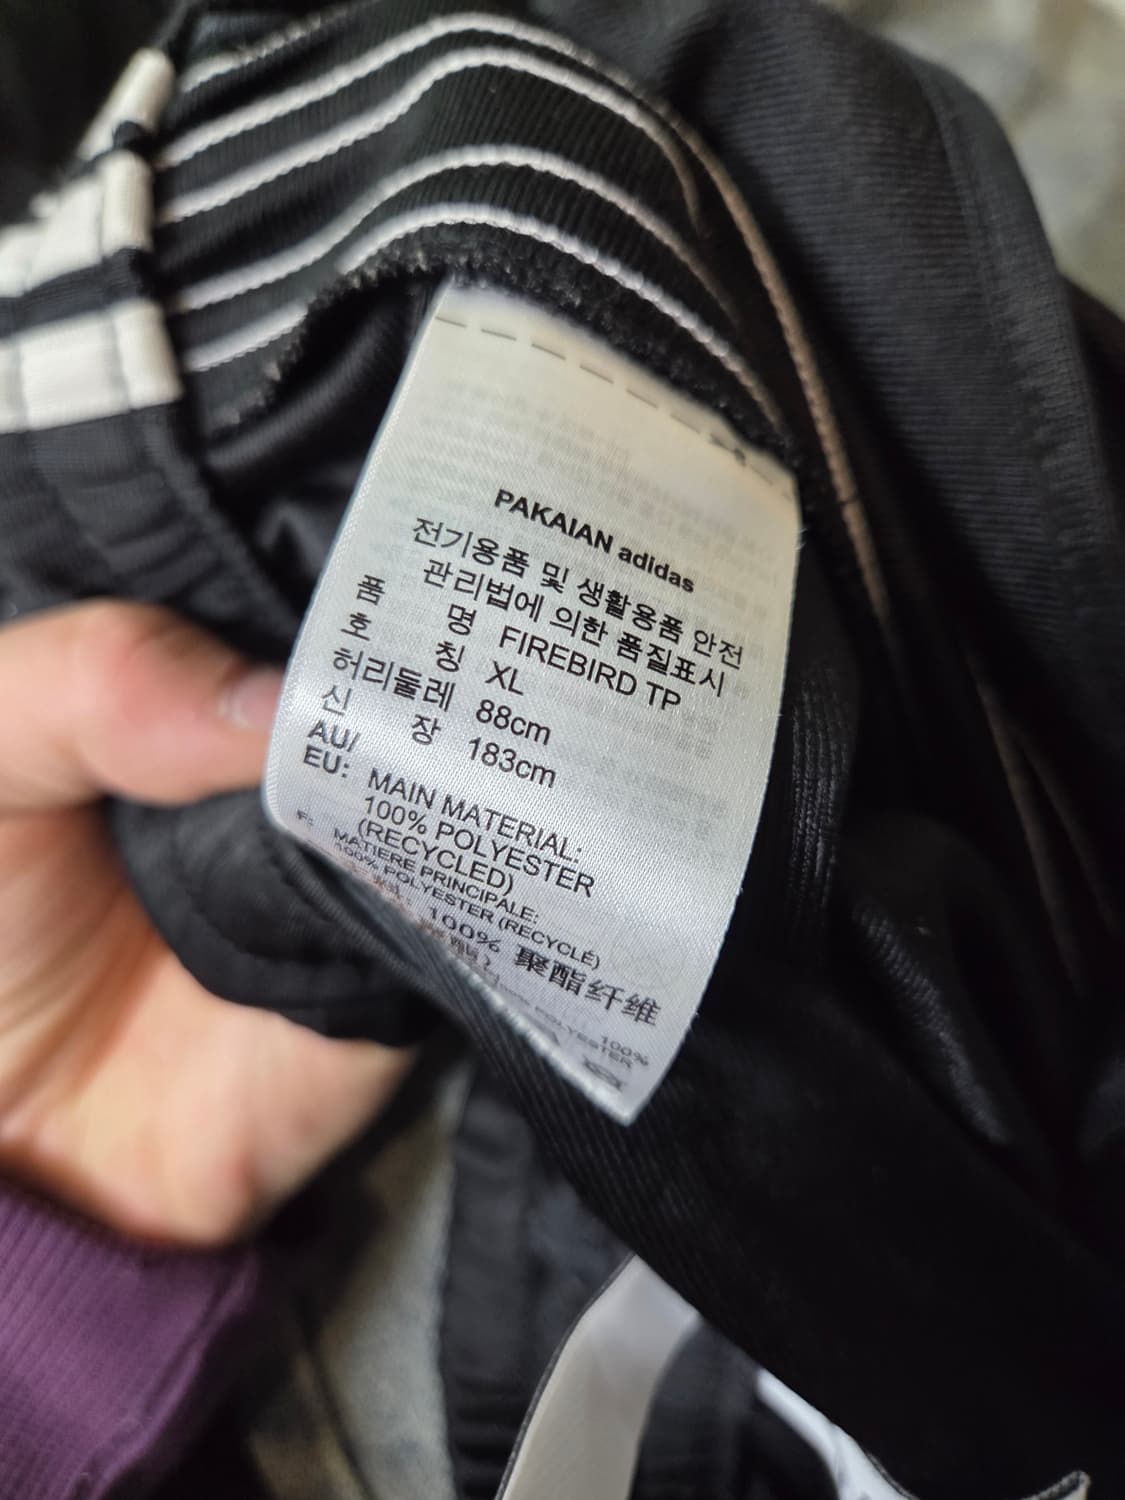 PAKAIAN adidas
전기용품 및 생활용품 안전
관리법에 의한 품질표시
품 명 FIREBIRD TP
호 칭 XL
허리둘레 88cm
신 장 183cm
AU/
EU: MAIN MATERIAL:
100% POLYESTER
(RECYCLED)
F: MATIERE PRINCIPALE:
100% POLYESTER (RECYCLÉ)
100% 聚酯纤维
100%
POLYESTER